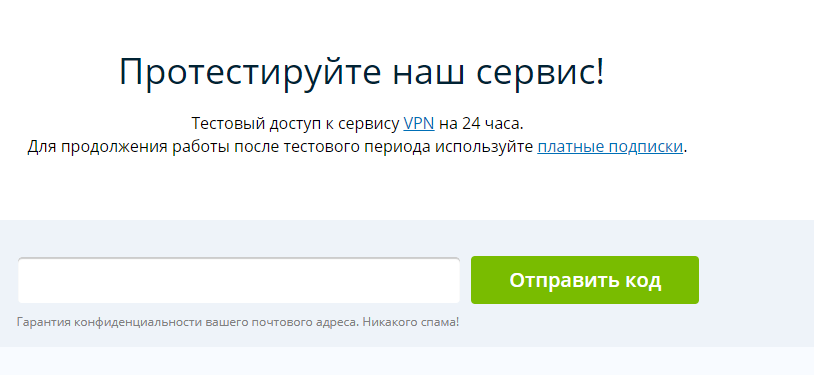 Протестируйте наш сервис!
Тестовый доступ к сервису VPN на 24 часа.
Для продолжения работы после тестового периода используйте платные подписки.
Отправить код
Гарантия конфиденциальности вашего почтового адреса. Никакого спама!